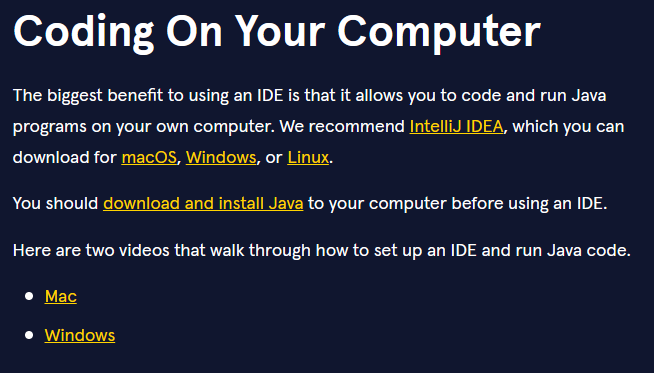 Coding On Your Computer
The biggest benefit to using an IDE is that it allows you to code and run Java
programs on your own computer. We recommend IntelliJ IDEA, which you can
download for macOS, Windows, or Linux.
You should download and install Java to your computer before using an IDE.
Here are two videos that walk through how to set up an IDE and run Java code.
• Mac
• Windows